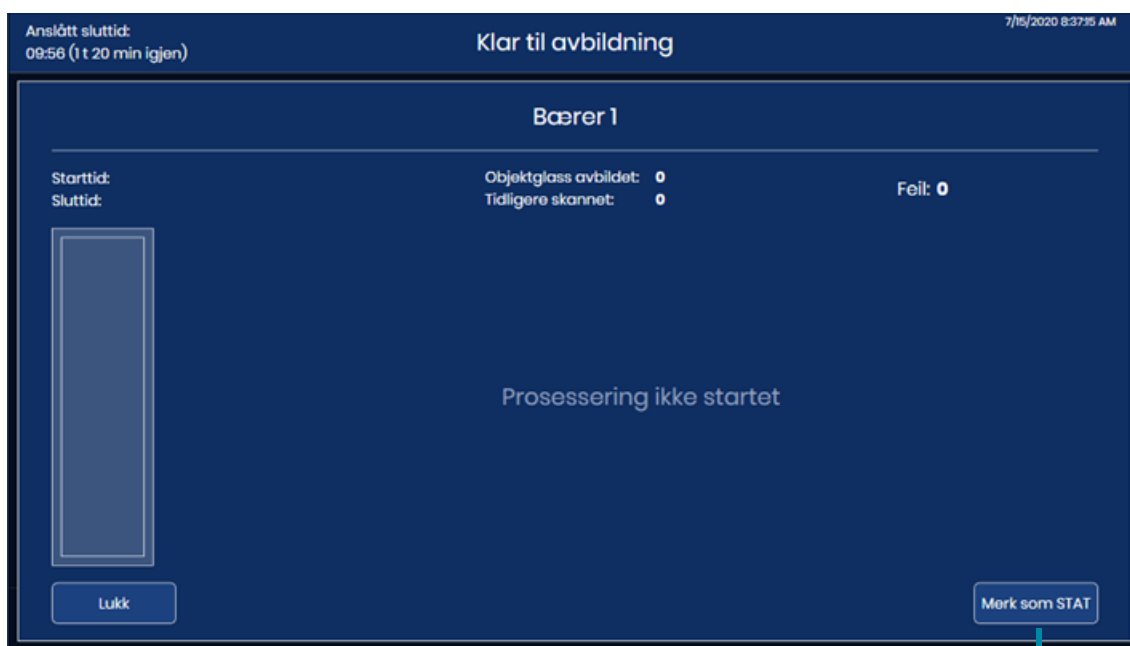 Anslått sluttid:
09:56 (1 t 20 min igjen)
Klar til avbildning
7/15/2020 8:37:15 AM
Bærer 1
Starttid:
Sluttid:
Objektglass avbildet: 0
Tidligere skannet: 0
Feil: 0
Prosessering ikke startet
Lukk
Merk som STAT